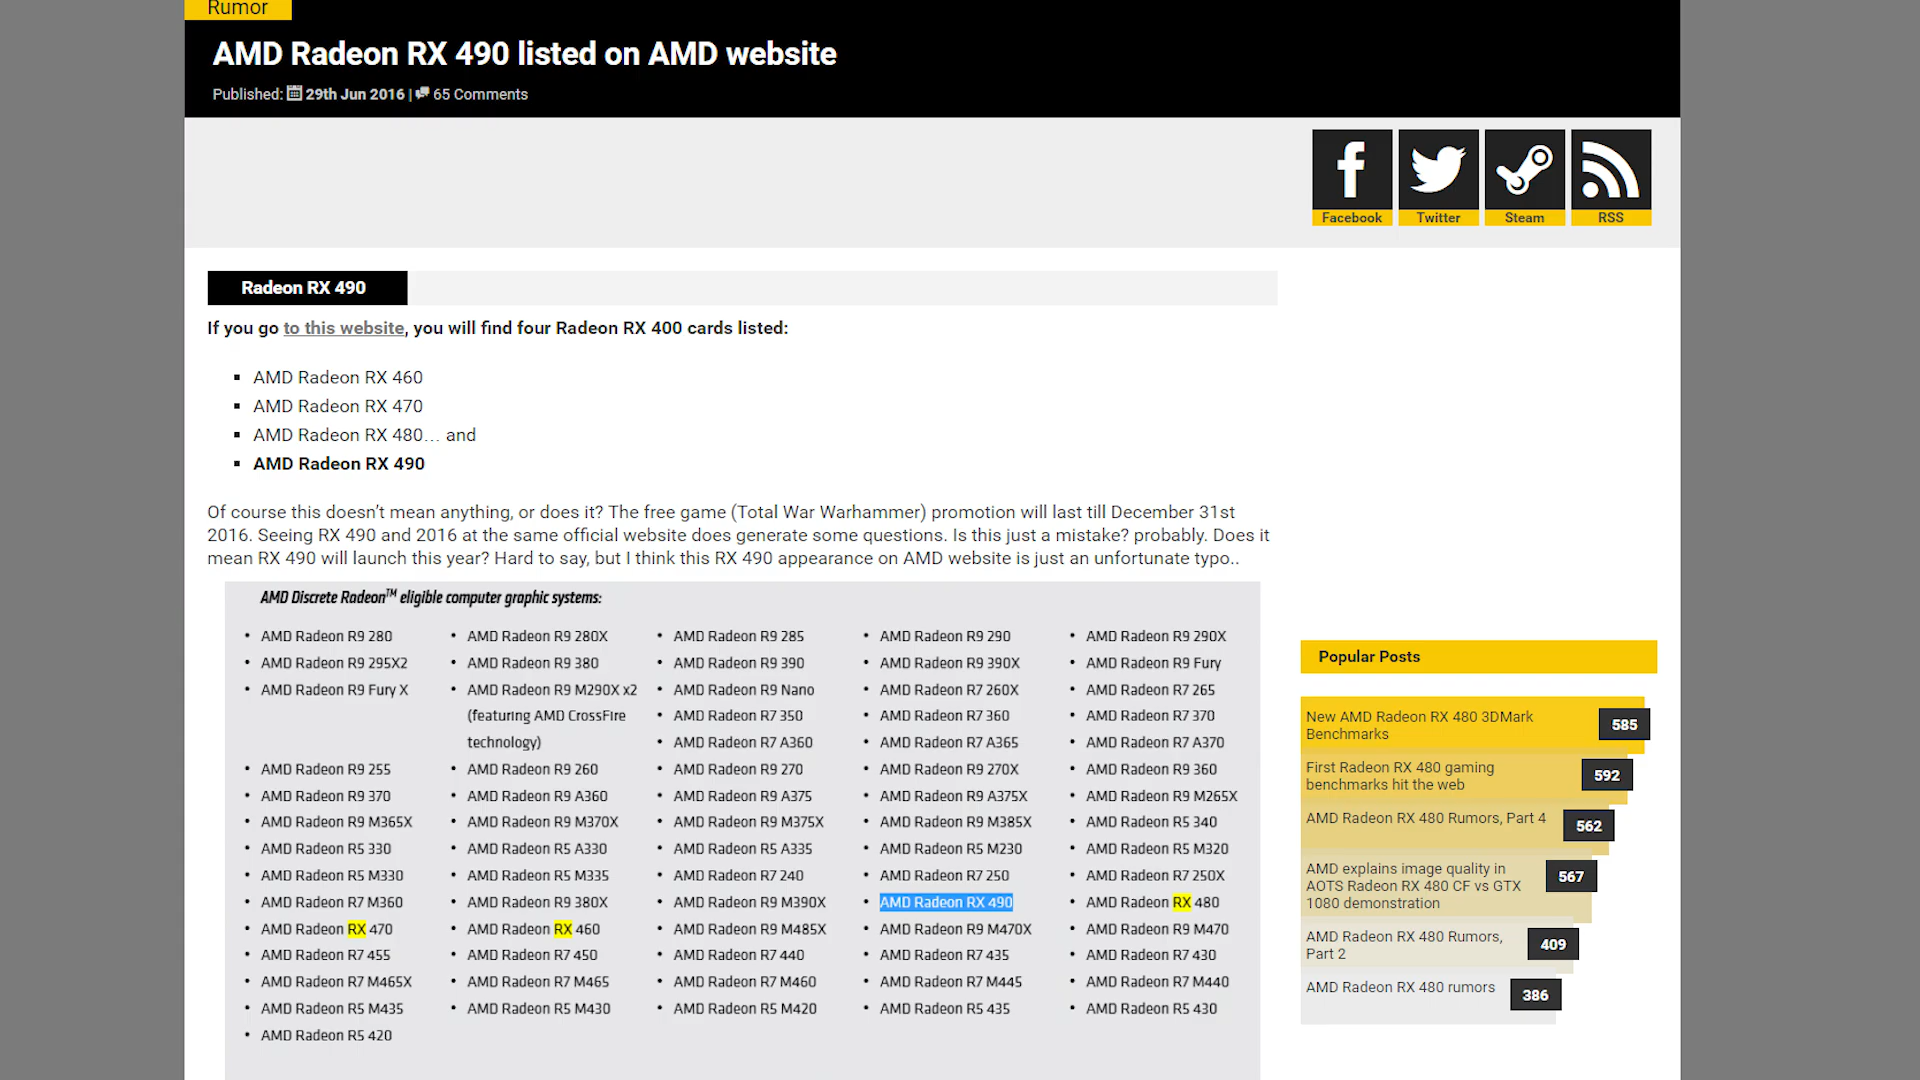 Rumor
AMD Radeon RX 490 listed on AMD website
Published: 29th Jun 2016 | 65 Comments
Facebook
Twitter
Steam
RSS
Radeon RX 490
If you go to this website, you will find four Radeon RX 400 cards listed:
▪ AMD Radeon RX 460
▪ AMD Radeon RX 470
▪ AMD Radeon RX 480… and
▪ AMD Radeon RX 490
Of course this doesn’t mean anything, or does it? The free game (Total War Warhammer) promotion will last till December 31st
2016. Seeing RX 490 and 2016 at the same official website does generate some questions. Is this just a mistake? probably. Does it
mean RX 490 will launch this year? Hard to say, but I think this RX 490 appearance on AMD website is just an unfortunate typo..
AMD Discrete Radeon™ eligible computer graphic systems:
• AMD Radeon R9 280 • AMD Radeon R9 280X • AMD Radeon R9 285 • AMD Radeon R9 290 • AMD Radeon R9 290X
• AMD Radeon R9 295X2 • AMD Radeon R9 380 • AMD Radeon R9 390 • AMD Radeon R9 390X • AMD Radeon R9 Fury
• AMD Radeon R9 Fury X • AMD Radeon R9 M290X x2 • AMD Radeon R9 Nano • AMD Radeon R7 260X • AMD Radeon R7 265
(featuring AMD CrossFire • AMD Radeon R7 350 • AMD Radeon R7 360 • AMD Radeon R7 370
technology) • AMD Radeon R7 A360 • AMD Radeon R7 A365 • AMD Radeon R7 A370
• AMD Radeon R9 255 • AMD Radeon R9 260 • AMD Radeon R9 270 • AMD Radeon R9 270X • AMD Radeon R9 360
• AMD Radeon R9 370 • AMD Radeon R9 A360 • AMD Radeon R9 A375 • AMD Radeon R9 A375X • AMD Radeon R9 M265X
• AMD Radeon R9 M365X • AMD Radeon R9 M370X • AMD Radeon R9 M375X • AMD Radeon R9 M385X • AMD Radeon R5 340
• AMD Radeon R5 330 • AMD Radeon R5 A330 • AMD Radeon R5 A335 • AMD Radeon R5 M230 • AMD Radeon R5 M320
• AMD Radeon R5 M330 • AMD Radeon R5 M335 • AMD Radeon R7 240 • AMD Radeon R7 250 • AMD Radeon R7 250X
• AMD Radeon R7 M360 • AMD Radeon R9 380X • AMD Radeon R9 M390X • AMD Radeon RX 490 • AMD Radeon RX 480
• AMD Radeon RX 470 • AMD Radeon RX 460 • AMD Radeon R9 M485X • AMD Radeon R9 M470X • AMD Radeon R9 M470
• AMD Radeon R7 455 • AMD Radeon R7 450 • AMD Radeon R7 440 • AMD Radeon R7 435 • AMD Radeon R7 430
• AMD Radeon R7 M465X • AMD Radeon R7 M465 • AMD Radeon R7 M460 • AMD Radeon R7 M445 • AMD Radeon R7 M440
• AMD Radeon R5 M435 • AMD Radeon R5 M430 • AMD Radeon R5 M420 • AMD Radeon R5 435 • AMD Radeon R5 430
• AMD Radeon R5 420
Popular Posts
New AMD Radeon RX 480 3DMark
Benchmarks
585
First Radeon RX 480 gaming
benchmarks hit the web
592
AMD Radeon RX 480 Rumors, Part 4
562
AMD explains image quality in
AOTS Radeon RX 480 CF vs GTX
1080 demonstration
567
AMD Radeon RX 480 Rumors,
Part 2
409
AMD Radeon RX 480 rumors
386